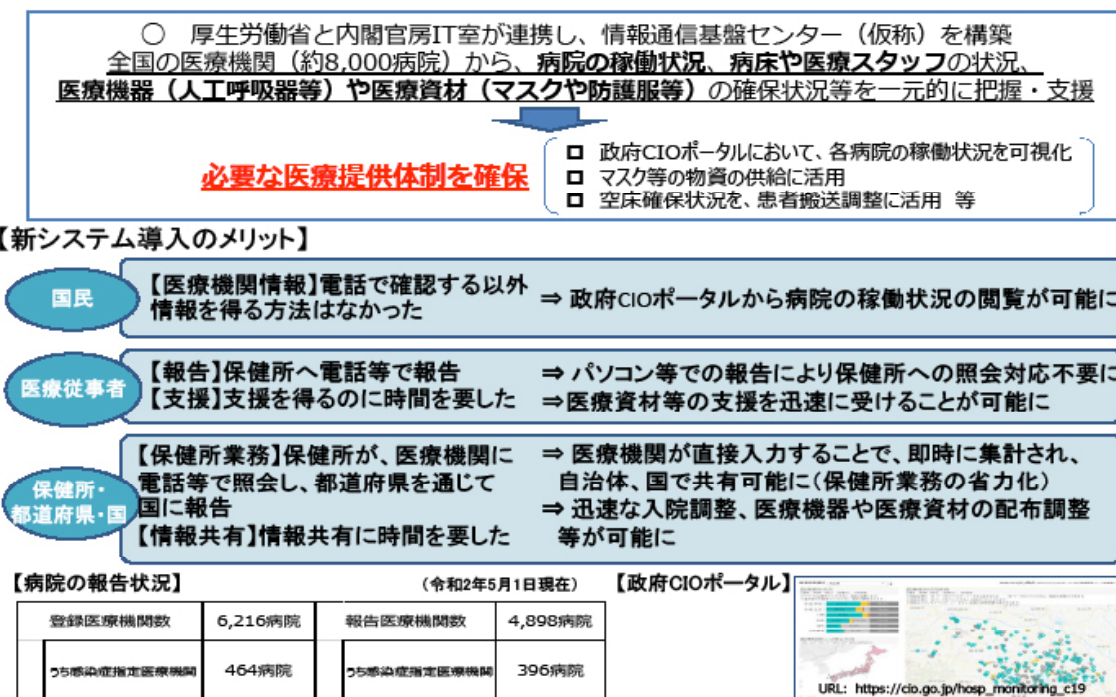 ○ 厚生労働省と内閣官房IT室が連携し、情報通信基盤センター（仮称）を構築
全国の医療機関（約8,000病院）から、病院の稼働状況、病床や医療スタッフの状況、
医療機器（人工呼吸器等）や医療資材（マスクや防護服等）の確保状況等を一元的に把握・支援
必要な医療提供体制を確保
政府CIOポータルにおいて、各病院の稼働状況を可視化
マスク等の物資の供給に活用
空床確保状況を、患者搬送調整に活用 等
【新システム導入のメリット】
国民
【医療機関情報】電話で確認する以外
情報を得る方法はなかった
⇒ 政府CIOポータルから病院の稼働状況の閲覧が可能に
医療従事者
【報告】保健所へ電話等で報告
【支援】支援を得るのに時間を要した
⇒ パソコン等での報告により保健所への照会対応不要に
⇒医療資材等の支援を迅速に受けることが可能に
保健所・
都道府県・国
【保健所業務】保健所が、医療機関に
電話等で照会し、都道府県を通じて
国に報告
【情報共有】情報共有に時間を要した
⇒ 医療機関が直接入力することで、即時に集計され、
自治体、国で共有可能に（保健所業務の省力化）
⇒ 迅速な入院調整、医療機器や医療資材の配布調整
等が可能に
【病院の報告状況】
（令和2年5月1日現在）
登録医療機関数 6,216病院 報告医療機関数 4,898病院
うち感染症指定医療機関 464病院 うち感染症指定医療機関 396病院
【政府CIOポータル】
URL: https://cio.go.jp/hosp_monitoring_c19